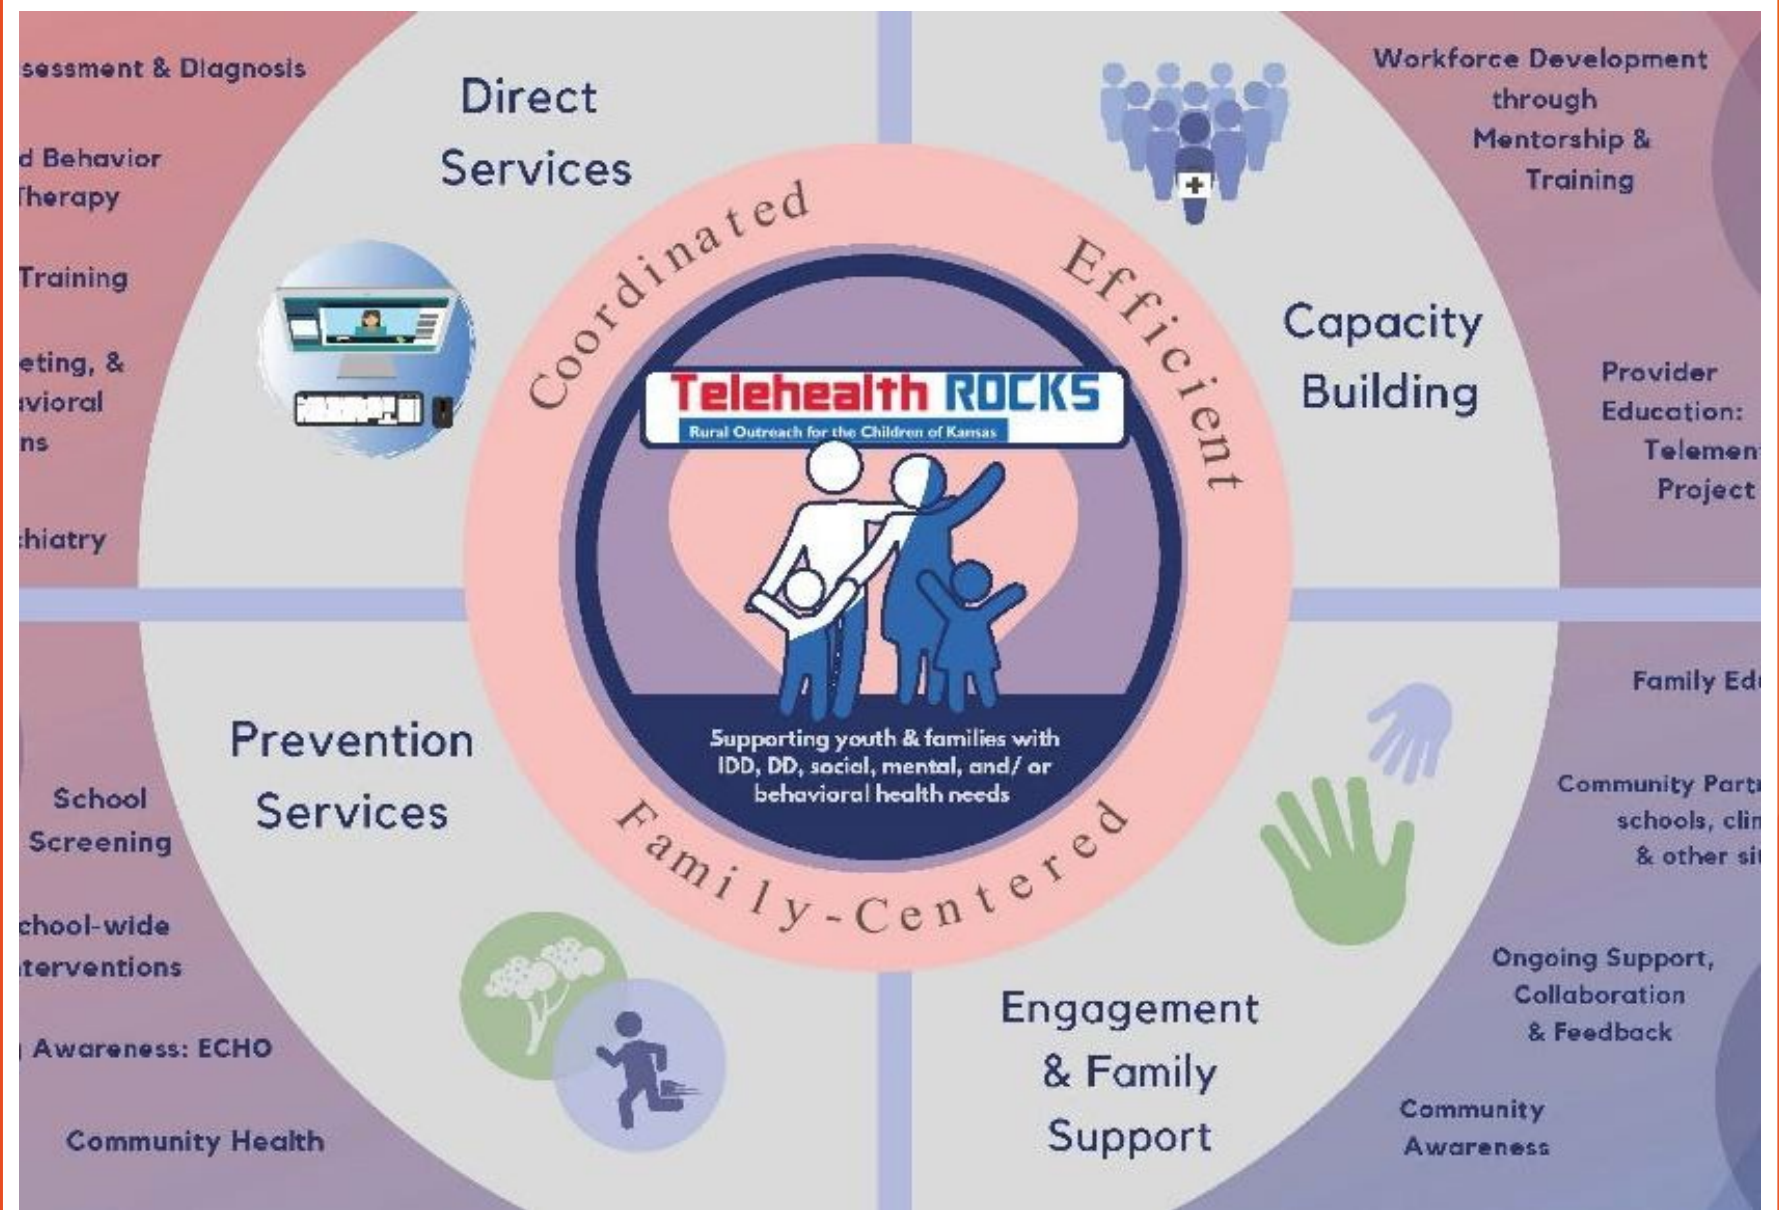 sessment & Diagnosis
d Behavior
Therapy
Training
eting, &
avioral
ns
chiatry
Direct
Services
Workforce Development
through
Mentorship &
Training
Capacity
Building
Provider
Education:
Telemen
Project
Coordinated
Efficient
Family-Centered
Telehealth ROCKS
Rural Outreach for the Children of Kansas
Supporting youth & families with
IDD, DD, social, mental, and/ or
behavioral health needs
Prevention
Services
School
Screening
chool-wide
terventions
Awareness: ECHO
Community Health
Engagement
& Family
Support
Family Edu
Community Part
schools, clin
& other si
Ongoing Support,
Collaboration
& Feedback
Community
Awareness